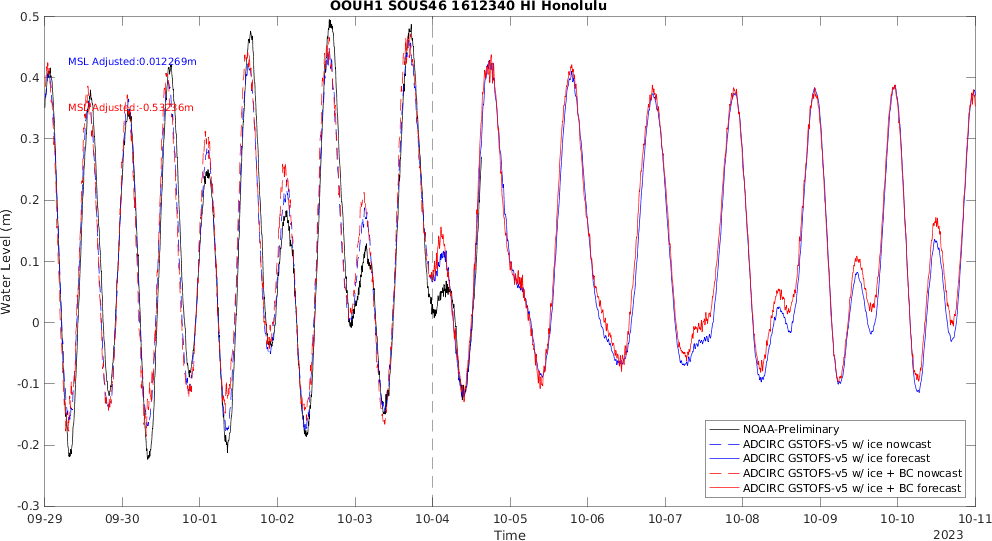 OOUH1 SOUS46 1612340 HI Honolulu
0.5
0.4
0.3
0.2
0.1
0
-0.1
-0.2
-0.3
Water Level (m)
MSL Adjusted:0.012269m
MSL Adjusted:-0.53236m
NOAA-Preliminary
ADCIRC GSTOFS-v5 w/ ice nowcast
ADCIRC GSTOFS-v5 w/ ice forecast
ADCIRC GSTOFS-v5 w/ ice + BC nowcast
ADCIRC GSTOFS-v5 w/ ice + BC forecast
09-29 09-30 10-01 10-02 10-03 10-04 10-05 10-06 10-07 10-08 10-09 10-10 10-11
Time
2023